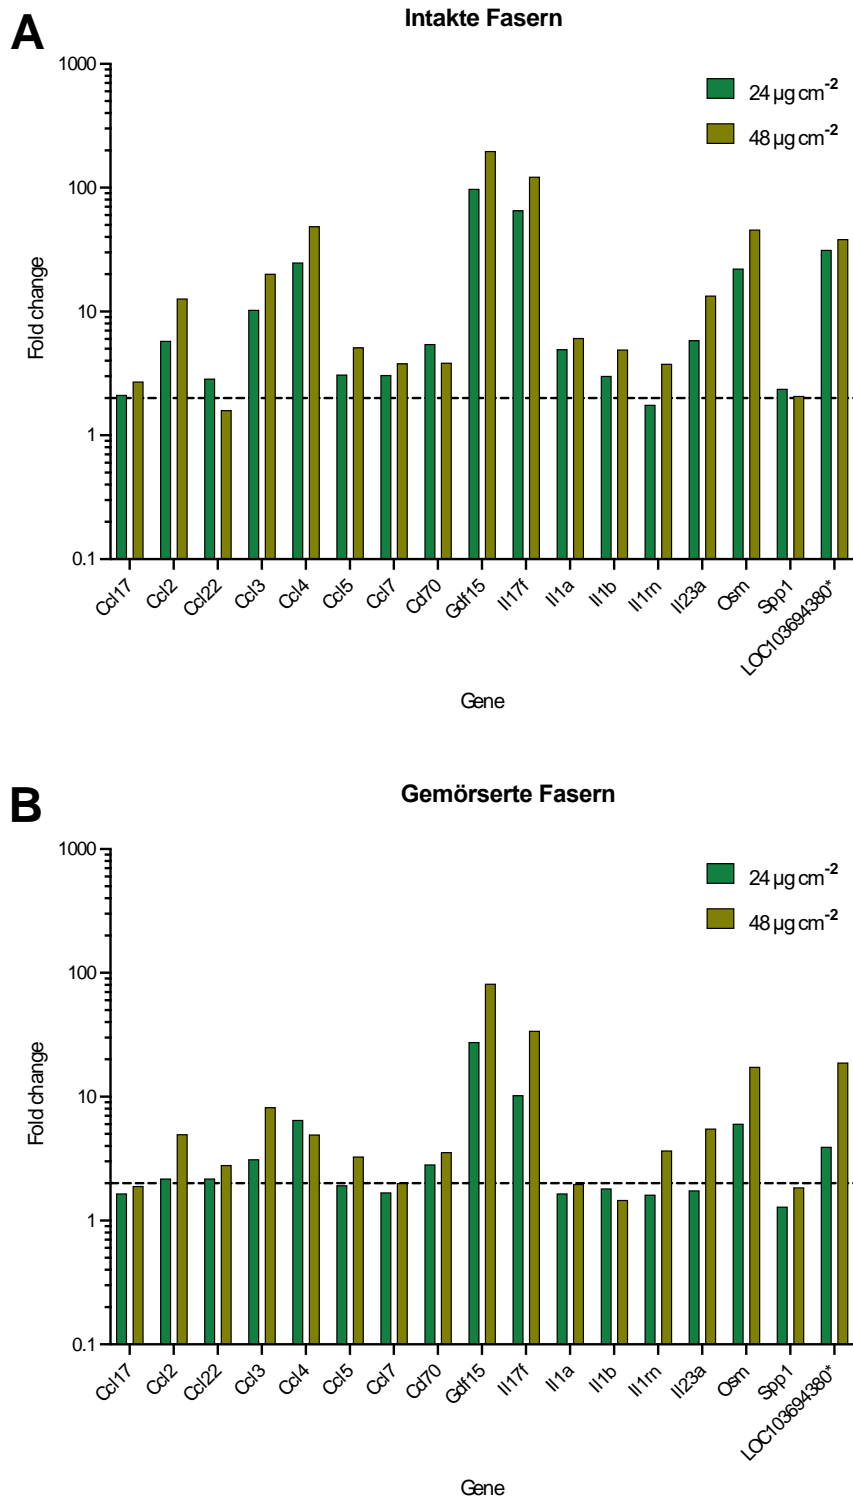 A
Intakte Fasern
1000
100
10
1
0.1
Fold change
24 µg cm-2
48 µg cm-2
Ccl17
Ccl2
Ccl22
Ccl3
Ccl4
Ccl5
Ccl7
Cd70
Gdf15
Il17f
Il1a
Il1b
Il1rn
Il23a
Osm
Spp1
LOC103694380*
Gene
B
Gemörserte Fasern
1000
100
10
1
0.1
Fold change
24 µg cm-2
48 µg cm-2
Ccl17
Ccl2
Ccl22
Ccl3
Ccl4
Ccl5
Ccl7
Cd70
Gdf15
Il17f
Il1a
Il1b
Il1rn
Il23a
Osm
Spp1
LOC103694380*
Gene